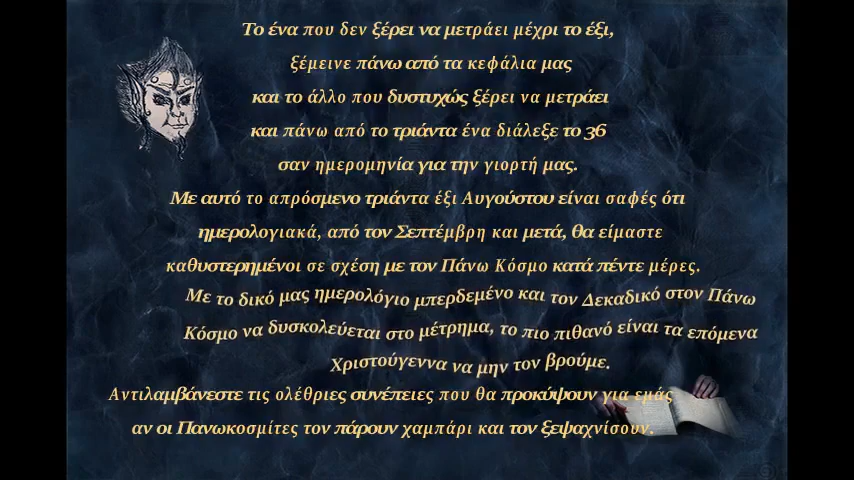 Το ένα που δεν ξέρει να μετράει μέχρι το έξι,
ξέμεινε πάνω από τα κεφάλια μας
και το άλλο που δυστυχώς ξέρει να μετράει
και πάνω από το τριάντα ένα διάλεξε το 36
σαν ημερομηνία για την γιορτή μας.
Με αυτό το απρόσμενο τριάντα έξι Αυγούστου είναι σαφές ότι
ημερολογιακά, από τον Σεπτέμβρη και μετά, θα είμαστε
καθυστερημένοι σε σχέση με τον Πάνω Κόσμο κατά πέντε μέρες.
Με το δικό μας ημερολόγιο μπερδεμένο και τον Δεκαδικό στον Πάνω
Κόσμο να δυσκολεύεται στο μέτρημα, το πιο πιθανό είναι τα επόμενα
Χριστούγεννα να μην τον βρούμε.
Αντιλαμβάνεστε τις ολέθριες συνέπειες που θα προκύψουν για εμάς
αν οι Πανωκοσμίτες τον πάρουν χαμπάρι και τον ξεψαχνίσουν.